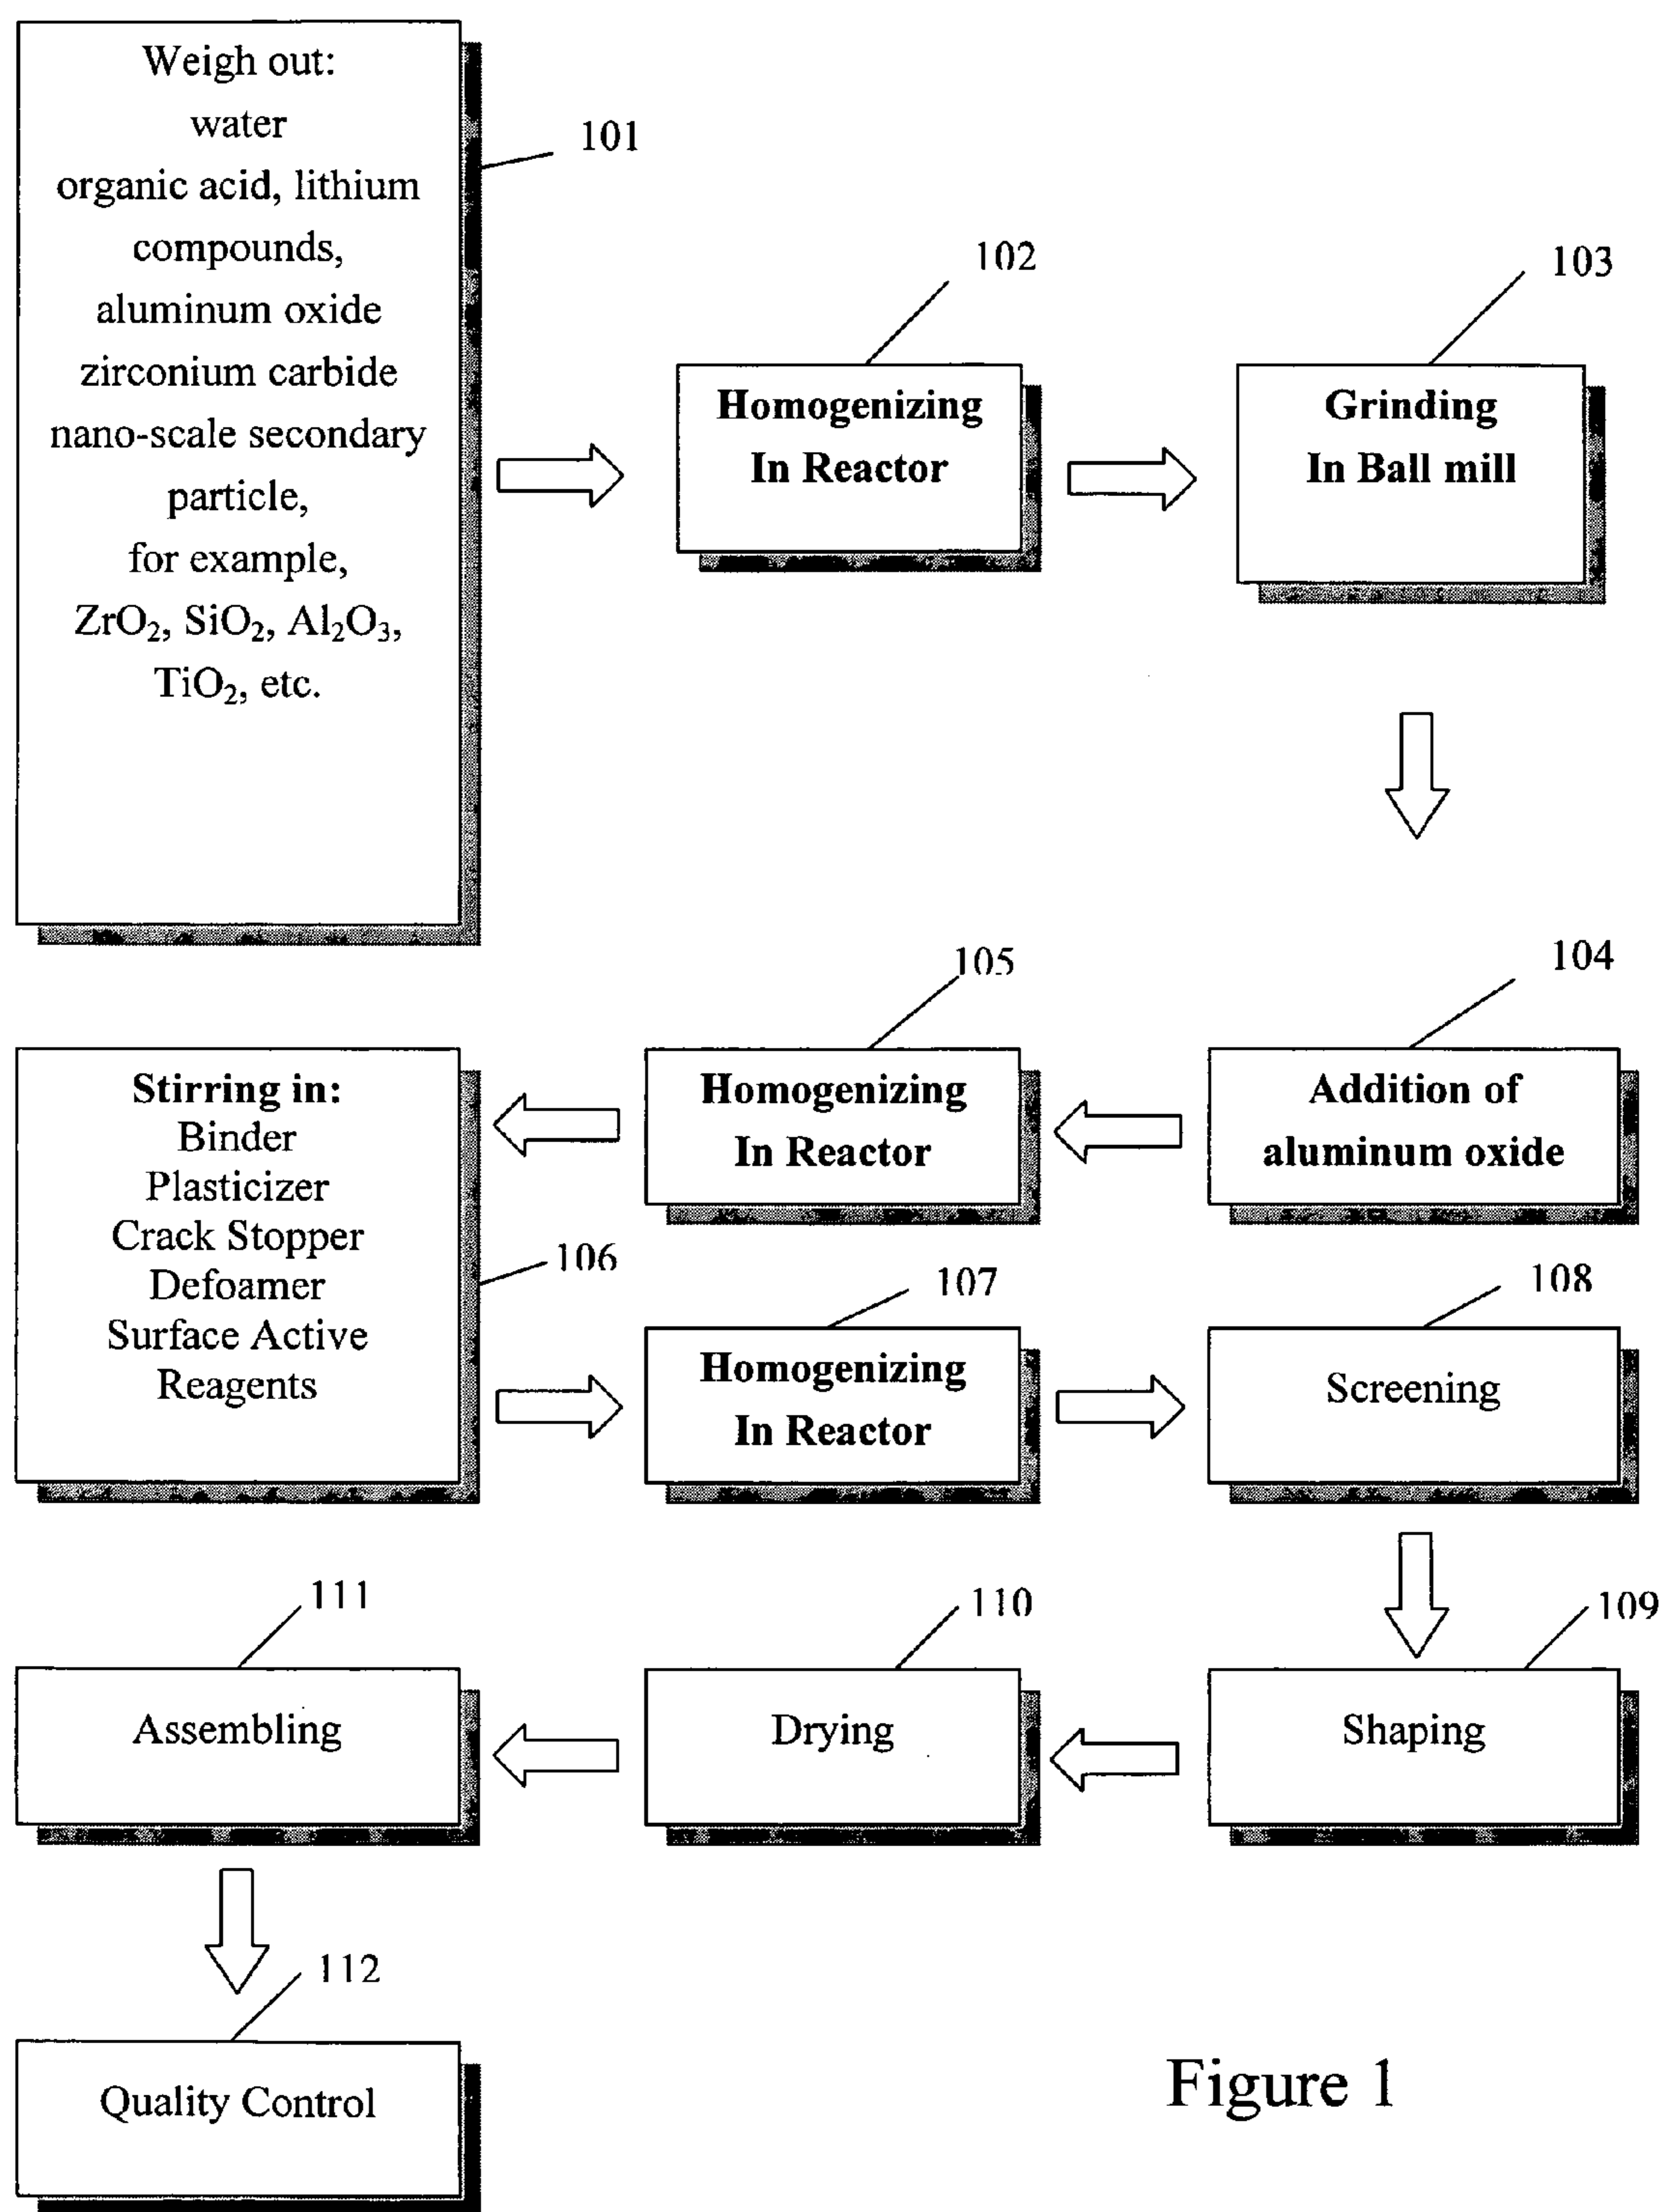 Weigh out:
water
organic acid, lithium
compounds,
aluminum oxide
zirconium carbide
nano-scale secondary
particle,
for example,
ZrO₂, SiO₂, Al₂O₃,
TiO₂, etc.
101
102
Homogenizing
In Reactor
103
Grinding
In Ball mill
104
Addition of
aluminum oxide
105
Homogenizing
In Reactor
Stirring in:
Binder
Plasticizer
Crack Stopper
Defoamer
Surface Active
Reagents
106
107
Homogenizing
In Reactor
108
Screening
109
Shaping
110
Drying
111
Assembling
112
Quality Control
Figure 1